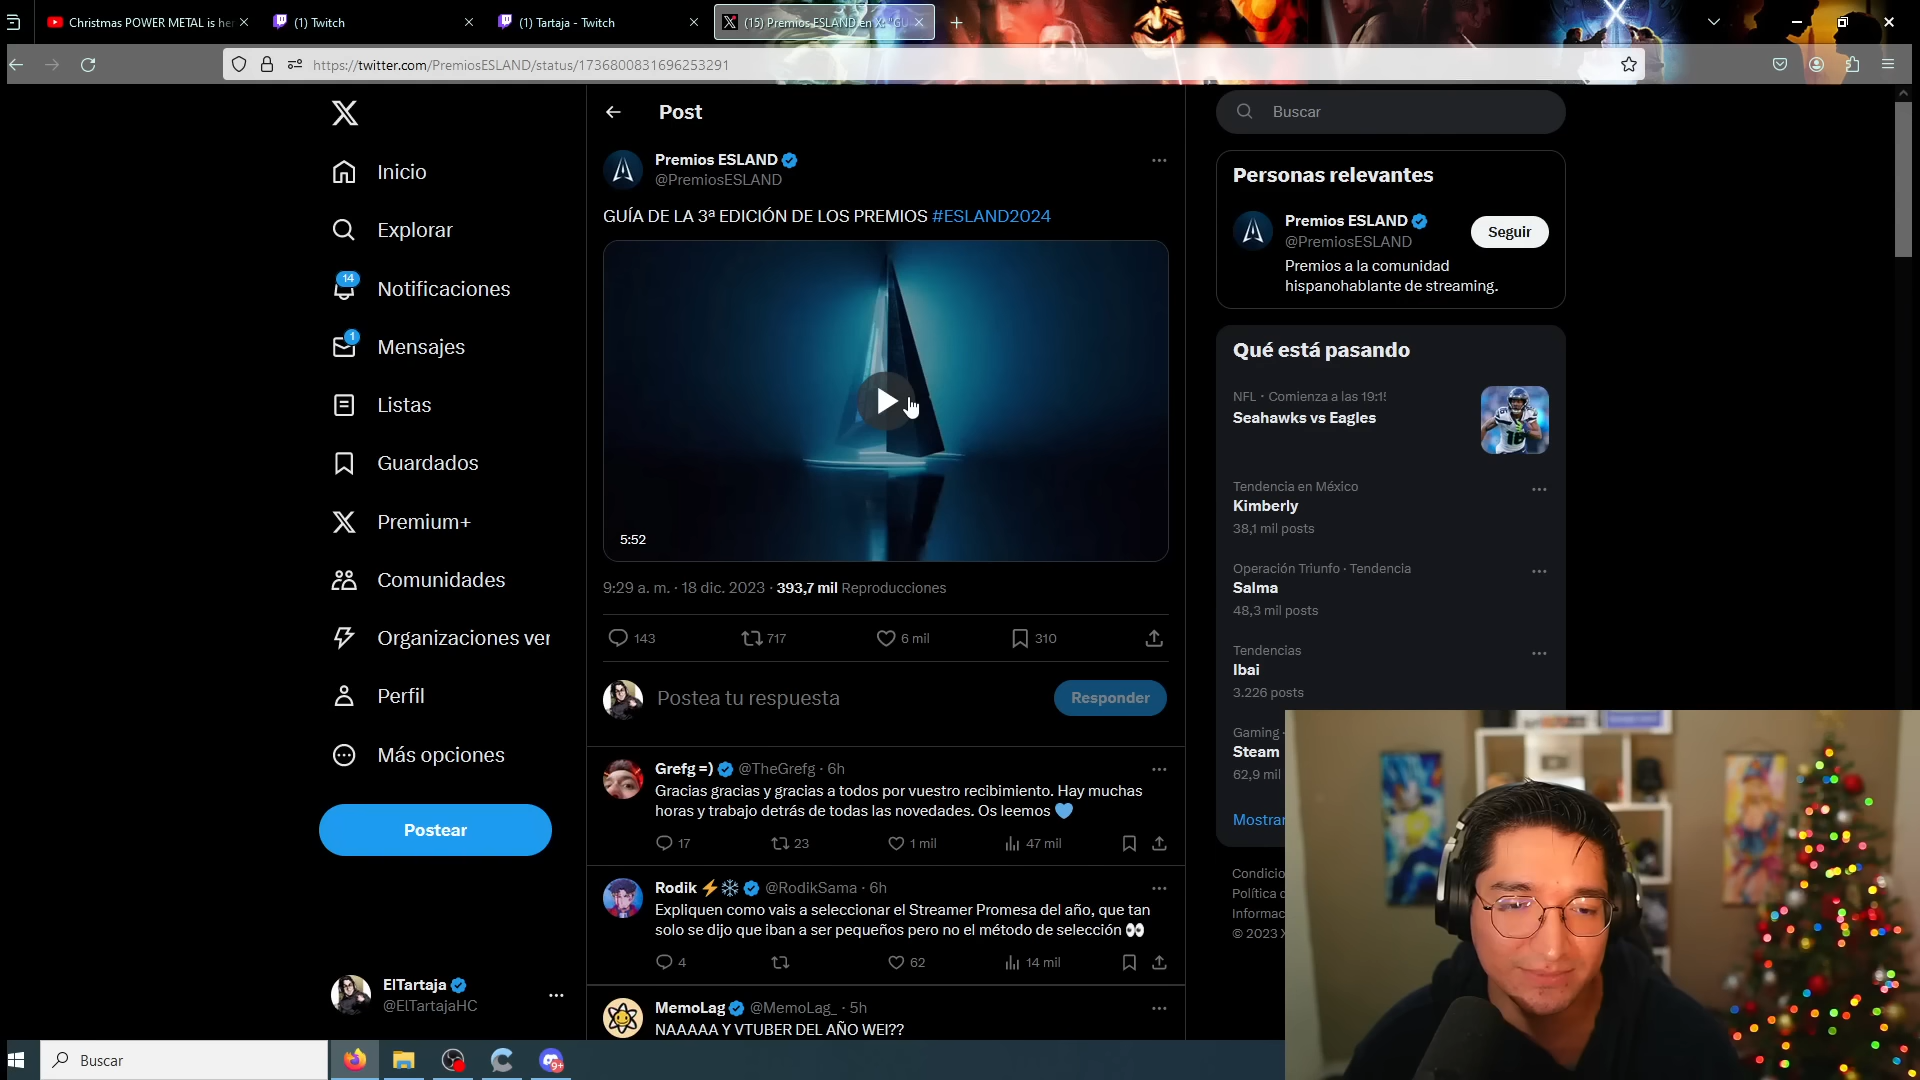 Christmas POWER METAL is her
(1) Twitch
(1) Tartaja - Twitch
(15) Premios ESLAND en X: "GU
https://twitter.com/PremiosESLAND/status/1736800831696253291
Inicio
Explorar
14
Notificaciones
1
Mensajes
Listas
Guardados
Premium+
Comunidades
Organizaciones ver
Perfil
Más opciones
Postear
ElTartaja
@ElTartajaHC
Post
Premios ESLAND
@PremiosESLAND
GUÍA DE LA 3ª EDICIÓN DE LOS PREMIOS #ESLAND2024
5:52
9:29 a. m. · 18 dic. 2023 · 393,7 mil Reproducciones
143 717 6 mil 310
Postea tu respuesta
Responder
Grefg =) @TheGrefg · 6h
Gracias gracias y gracias a todos por vuestro recibimiento. Hay muchas
horas y trabajo detrás de todas las novedades. Os leemos 💙
17 23 1 mil 47 mil
Rodik ⚡❄ @RodikSama · 6h
Expliquen como vais a seleccionar el Streamer Promesa del año, que tan
solo se dijo que iban a ser pequeños pero no el método de selección 👀
4 62 14 mil
MemoLag @MemoLag_ · 5h
NAAAAA Y VTUBER DEL AÑO WEI??
Buscar
Personas relevantes
Premios ESLAND
@PremiosESLAND
Seguir
Premios a la comunidad
hispanohablante de streaming.
Qué está pasando
NFL · Comienza a las 19:15
Seahawks vs Eagles
Tendencia en México
Kimberly
38,1 mil posts
Operación Triunfo · Tendencia
Salma
48,3 mil posts
Tendencias
Ibai
3.226 posts
Gaming ·
Steam
62,9 mil
Mostrar
Condicio
Política d
Informac
© 2023 X
Buscar
9+